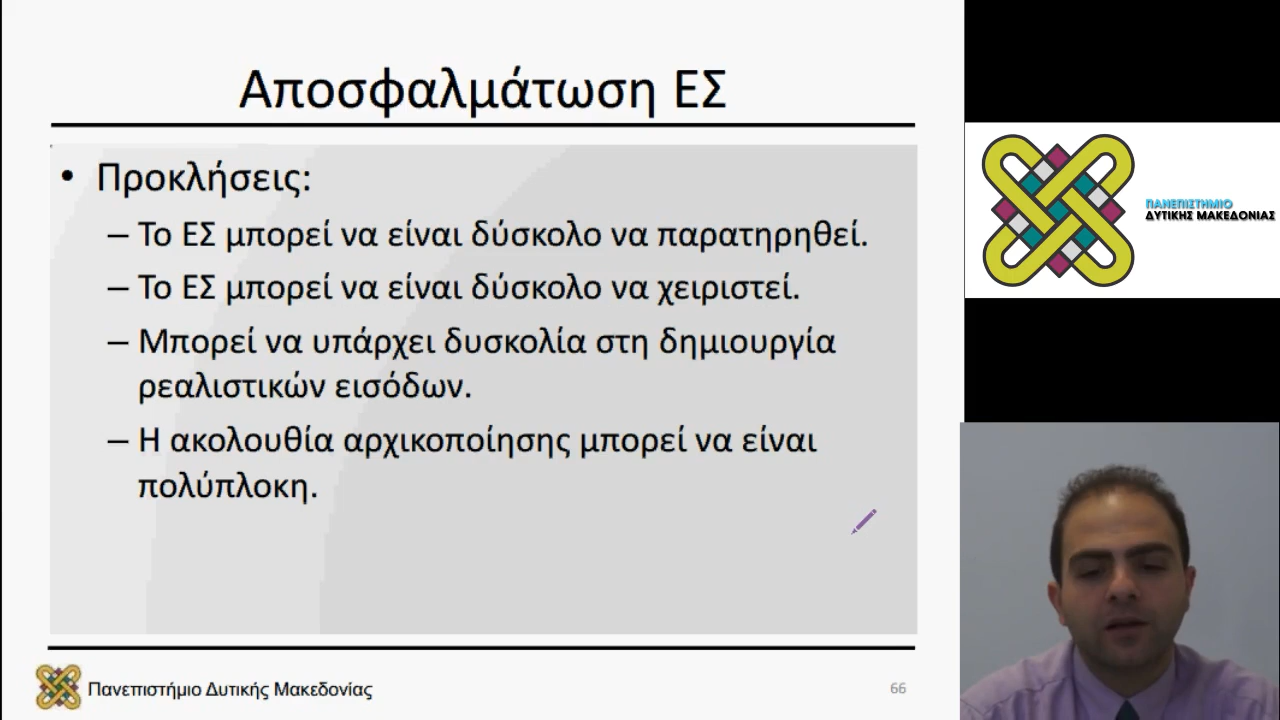 Αποσφαλμάτωση ΕΣ
• Προκλήσεις:
– Το ΕΣ μπορεί να είναι δύσκολο να παρατηρηθεί.
– Το ΕΣ μπορεί να είναι δύσκολο να χειριστεί.
– Μπορεί να υπάρχει δυσκολία στη δημιουργία
ρεαλιστικών εισόδων.
– Η ακολουθία αρχικοποίησης μπορεί να είναι
πολύπλοκη.
Πανεπιστήμιο Δυτικής Μακεδονίας
66
ΠΑΝΕΠΙΣΤΗΜΙΟ
ΔΥΤΙΚΗΣ ΜΑΚΕΔΟΝΙΑΣ